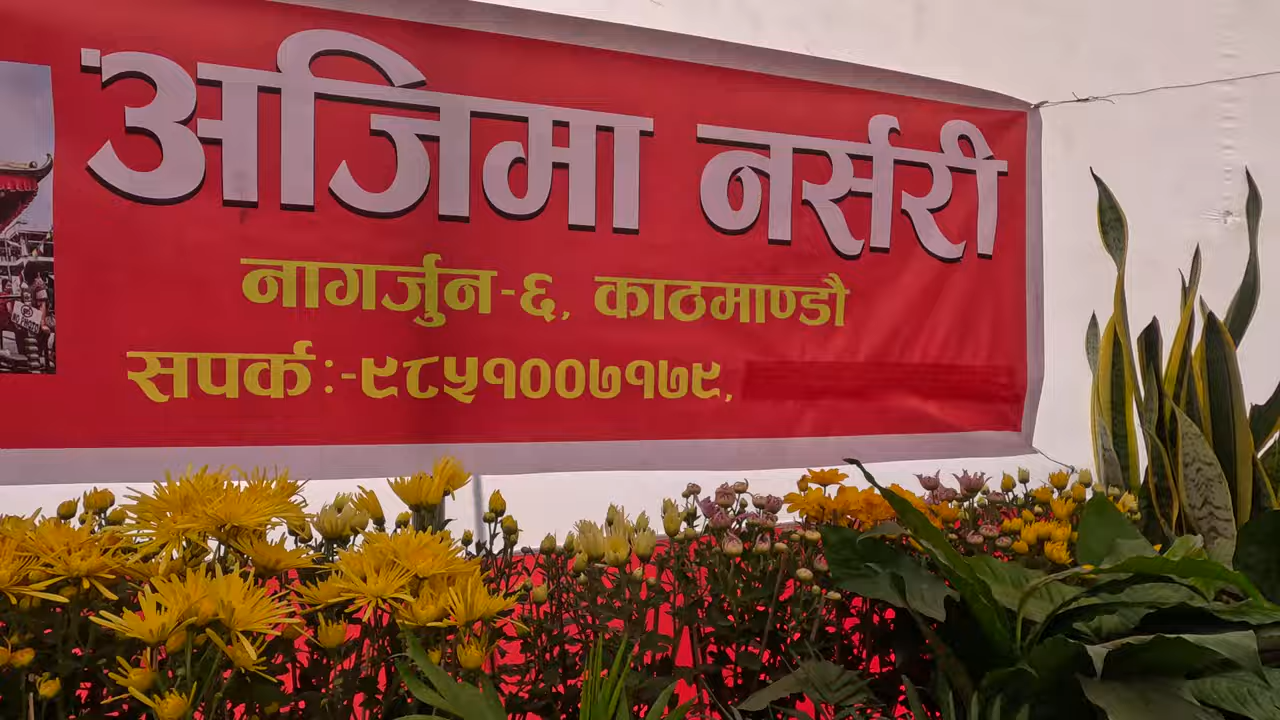 अजिमा नर्सरी
नागर्जुन-६, काठमाण्डौ
सपर्क:-९८५१००७१७९,